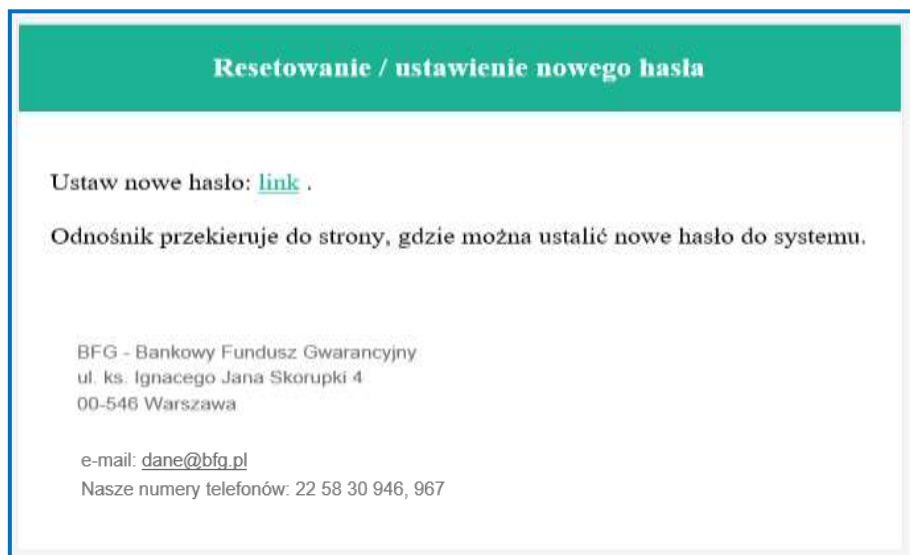 Resetowanie / ustawienie nowego hasła
Ustaw nowe hasło: link .
Odnośnik przekieruje do strony, gdzie można ustalić nowe hasło do systemu.
BFG - Bankowy Fundusz Gwarancyjny
ul. ks. Ignacego Jana Skorupki 4
00-546 Warszawa
e-mail: dane@bfg.pl
Nasze numery telefonów: 22 58 30 946, 967